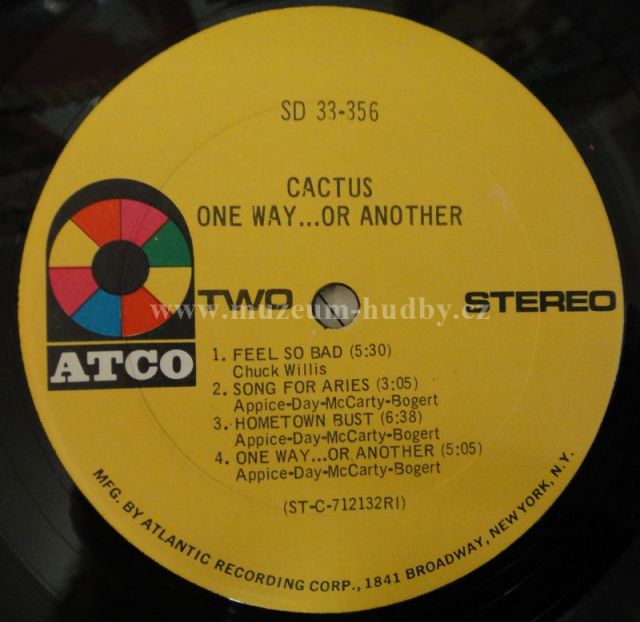 SD 33-356
CACTUS
ONE WAY...OR ANOTHER
ATCO
TWO
STEREO
www.muzeum-hudby.cz
1. FEEL SO BAD (5:30)
Chuck Willis
2. SONG FOR ARIES (3:05)
Appice-Day-McCarty-Bogert
3. HOMETOWN BUST (6:38)
Appice-Day-McCarty-Bogert
4. ONE WAY...OR ANOTHER (5:05)
Appice-Day-McCarty-Bogert
(ST-C-712132RI)
MFG. BY ATLANTIC RECORDING CORP., 1841 BROADWAY, NEW YORK, N.Y.